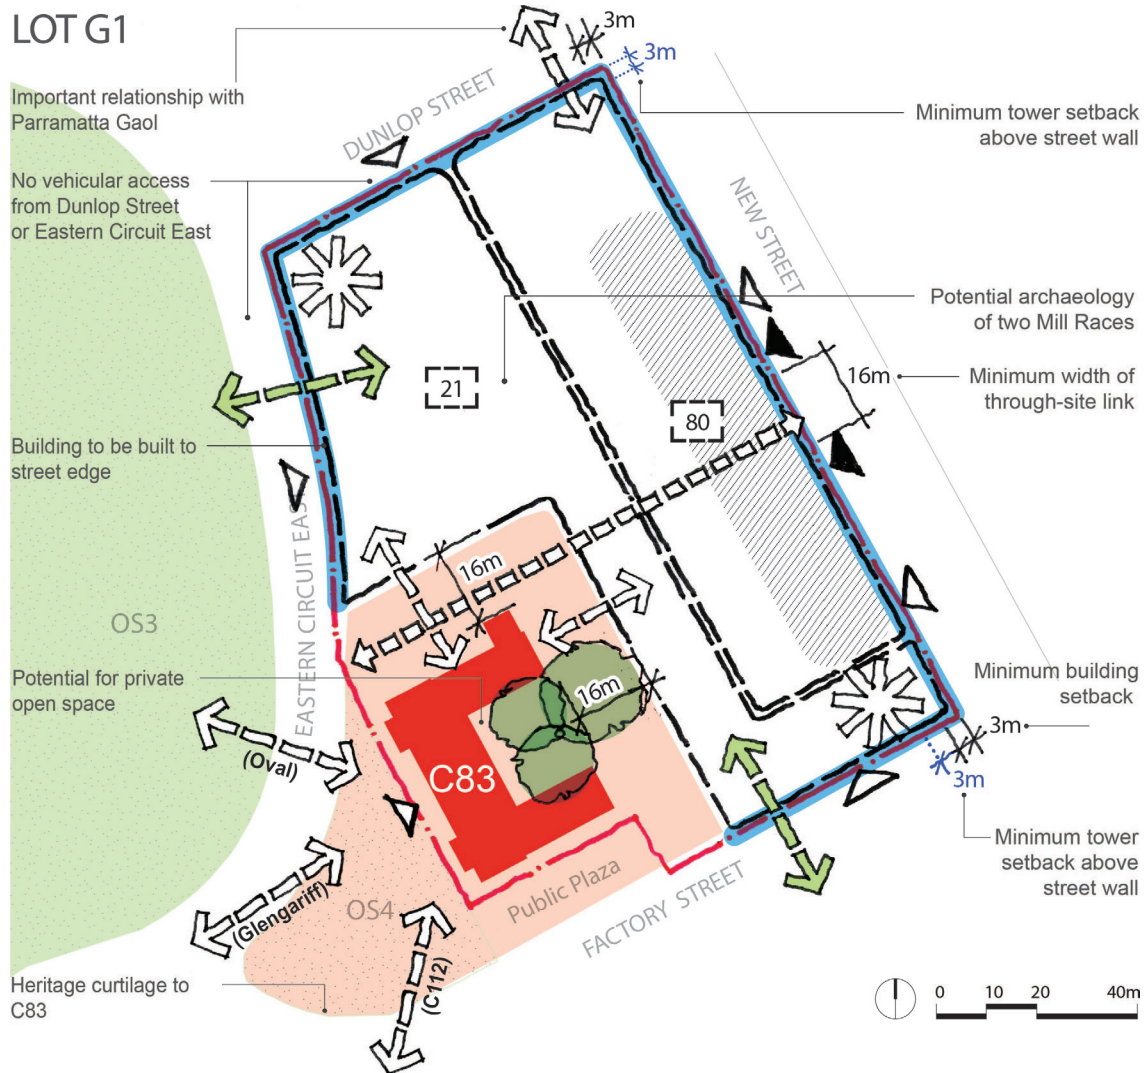 LOT G1
3m
3m
Important relationship with
Parramatta Gaol
DUNLOP STREET
Minimum tower setback
above street wall
No vehicular access
from Dunlop Street
or Eastern Circuit East
NEW STREET
Potential archaeology
of two Mill Races
21
16m
Minimum width of
through-site link
80
Building to be built to
street edge
EASTERN CIRCUIT EAST
16m
OS3
Potential for private
open space
16m
Minimum building
setback
3m
3m
(Oval)
C83
Minimum tower
setback above
street wall
Public Plaza
FACTORY STREET
OS4
(Glengariff)
(C112)
Heritage curtilage to
C83
0 10 20 40m